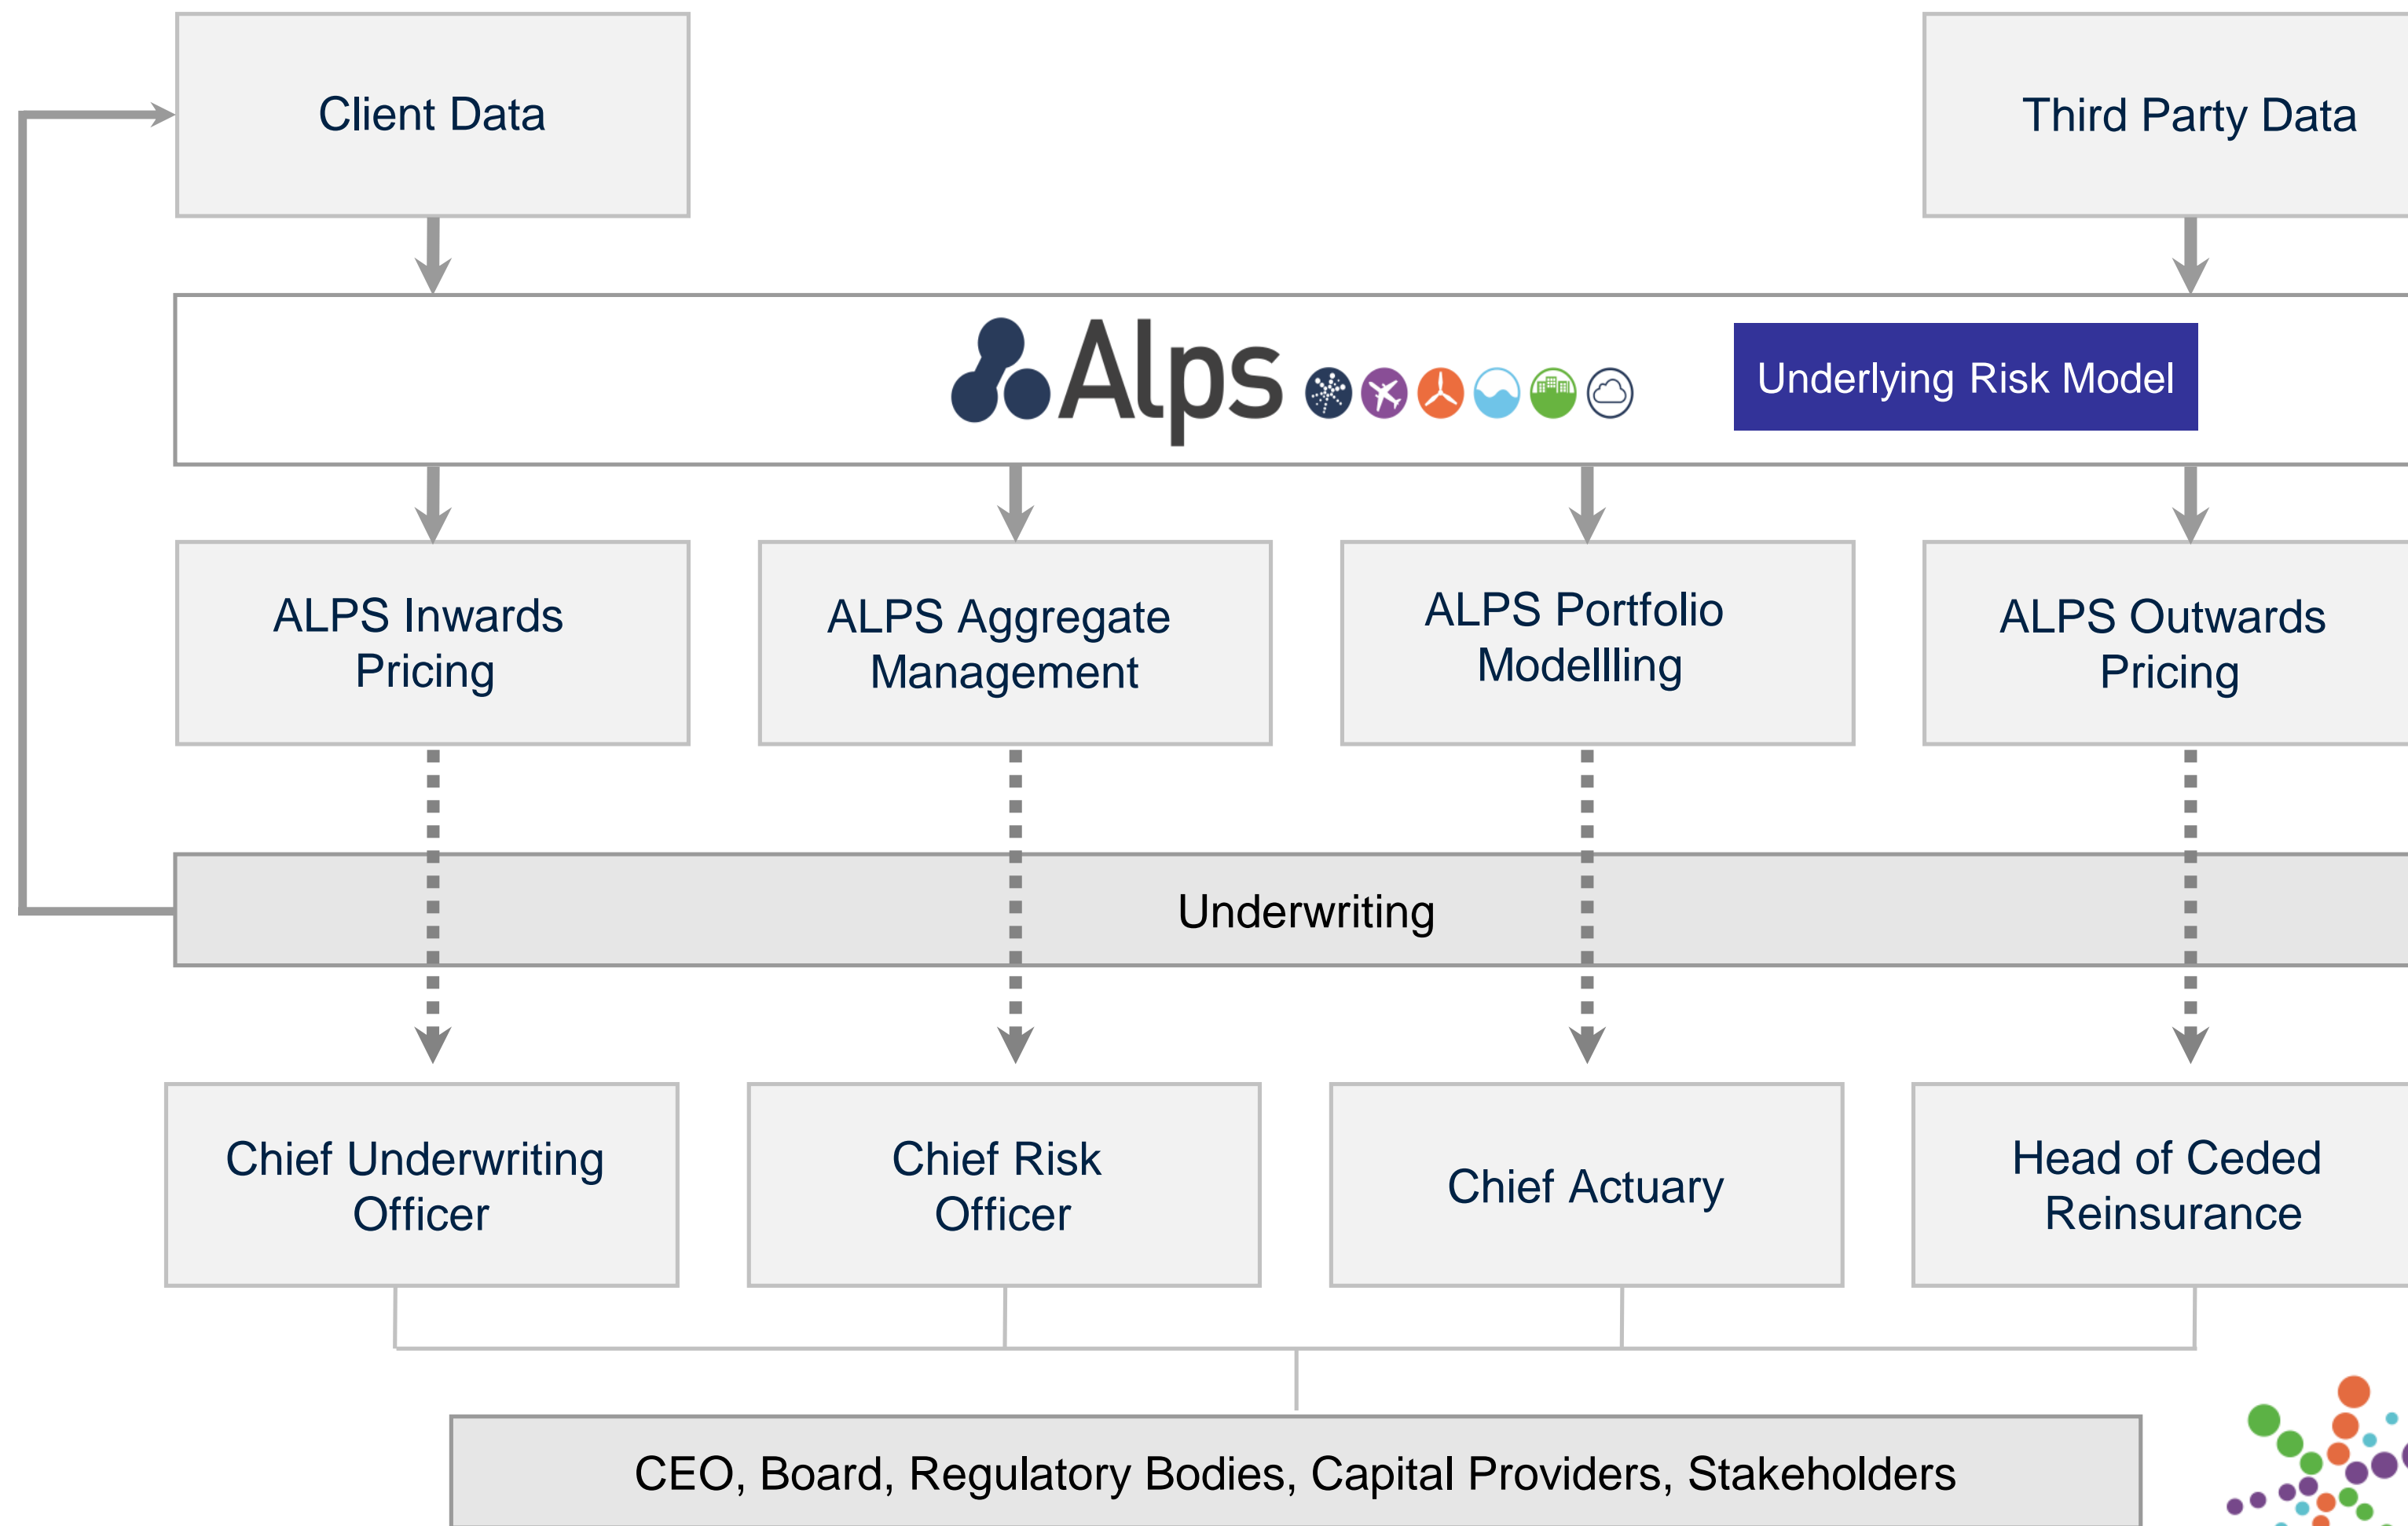 Client Data
Third Party Data
Alps
Underlying Risk Model
ALPS Inwards
Pricing
ALPS Aggregate
Management
ALPS Portfolio
Modellling
ALPS Outwards
Pricing
Underwriting
Chief Underwriting
Officer
Chief Risk
Officer
Chief Actuary
Head of Ceded
Reinsurance
CEO, Board, Regulatory Bodies, Capital Providers, Stakeholders